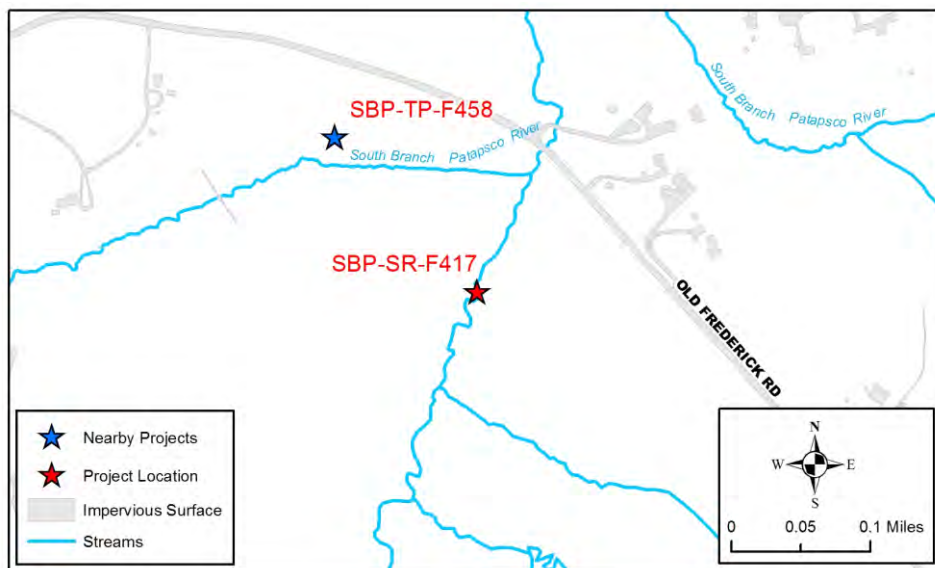 SBP-TP-F458
South Branch Patapsco River
South Branch Patapsco River
SBP-SR-F417
OLD FREDERICK RD
Nearby Projects
Project Location
Impervious Surface
Streams
N
W E
S
0 0.05 0.1 Miles